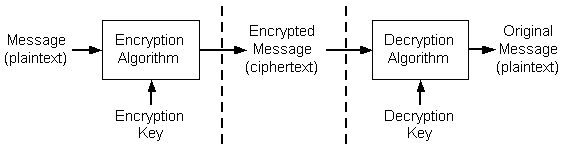 Message
(plaintext)
Encryption
Algorithm
Encryption
Key
Encrypted
Message
(ciphertext)
Decryption
Algorithm
Decryption
Key
Original
Message
(plaintext)